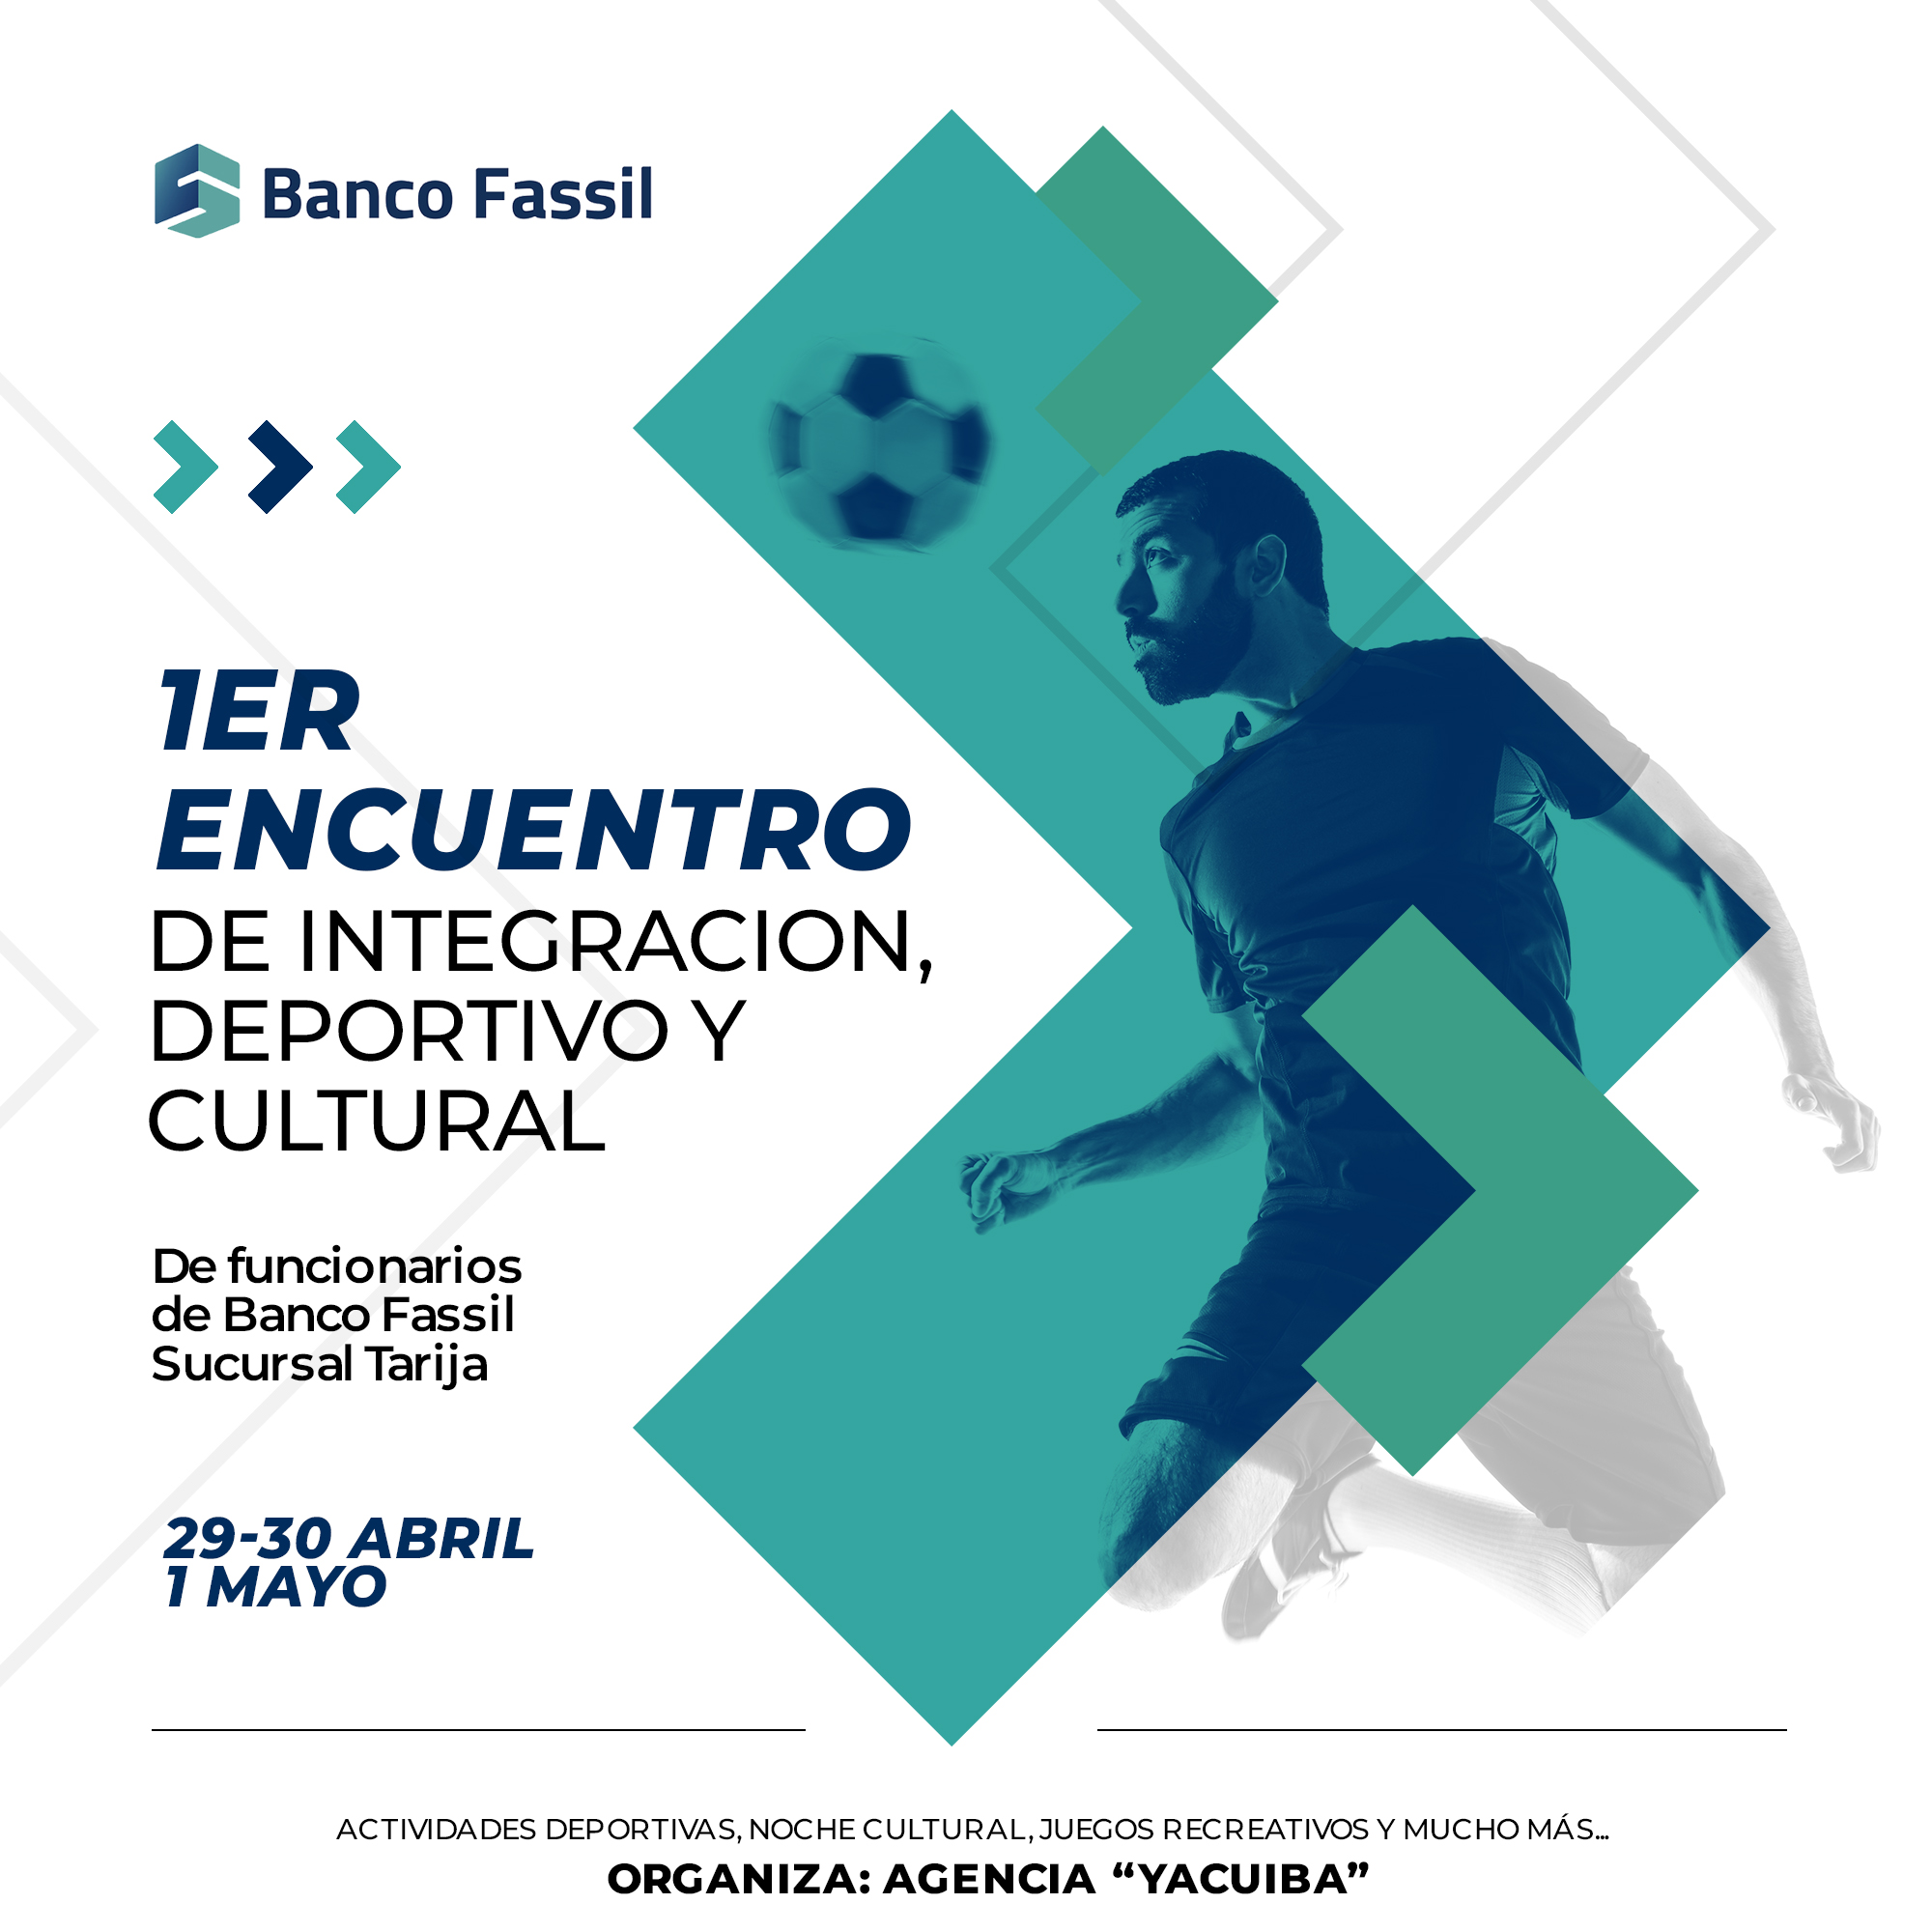 Banco Fassil
1ER
ENCUENTRO
DE INTEGRACION,
DEPORTIVO Y
CULTURAL
De funcionarios
de Banco Fassil
Sucursal Tarija
29-30 ABRIL
1 MAYO
ACTIVIDADES DEPORTIVAS, NOCHE CULTURAL, JUEGOS RECREATIVOS Y MUCHO MÁS...
ORGANIZA: AGENCIA “YACUIBA”